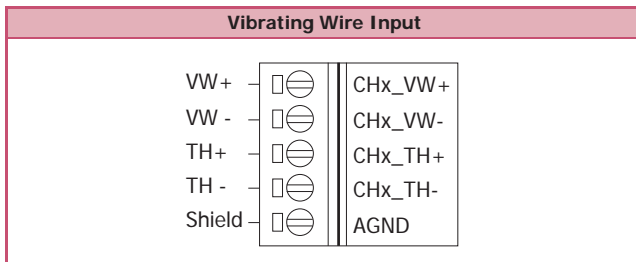 Vibrating Wire Input
VW+ CHx_VW+
VW - CHx_VW-
TH+ CHx_TH+
TH - CHx_TH-
Shield AGND